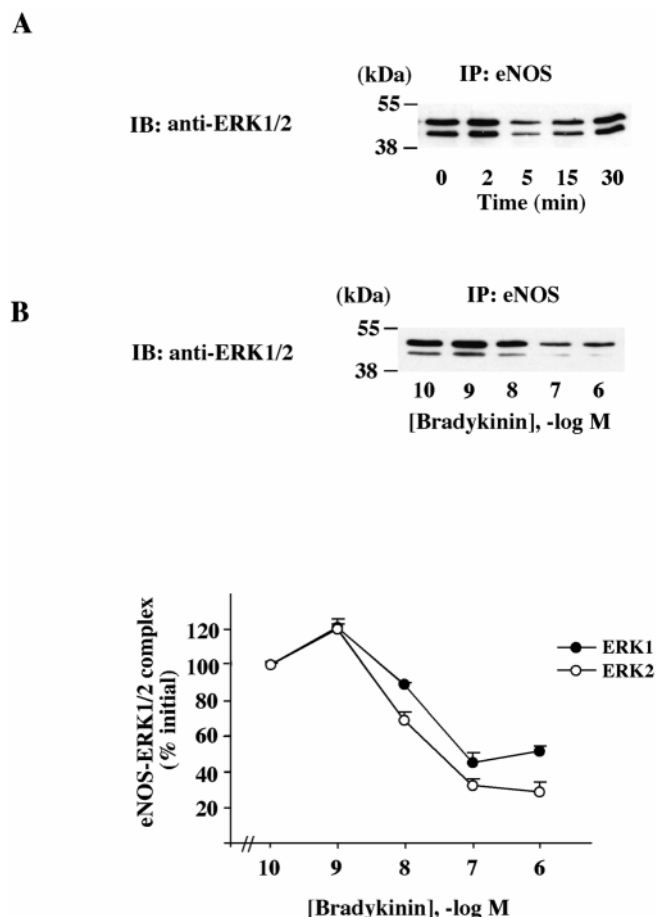 A
(kDa) IP: eNOS
55
IB: anti-ERK1/2
38
0 2 5 15 30
Time (min)
B
(kDa) IP: eNOS
55
IB: anti-ERK1/2
38
10 9 8 7 6
[Bradykinin], -log M
eNOS-ERK1/2 complex
(% initial)
120
100
80
60
40
20
ERK1
ERK2
10 9 8 7 6
[Bradykinin], -log M